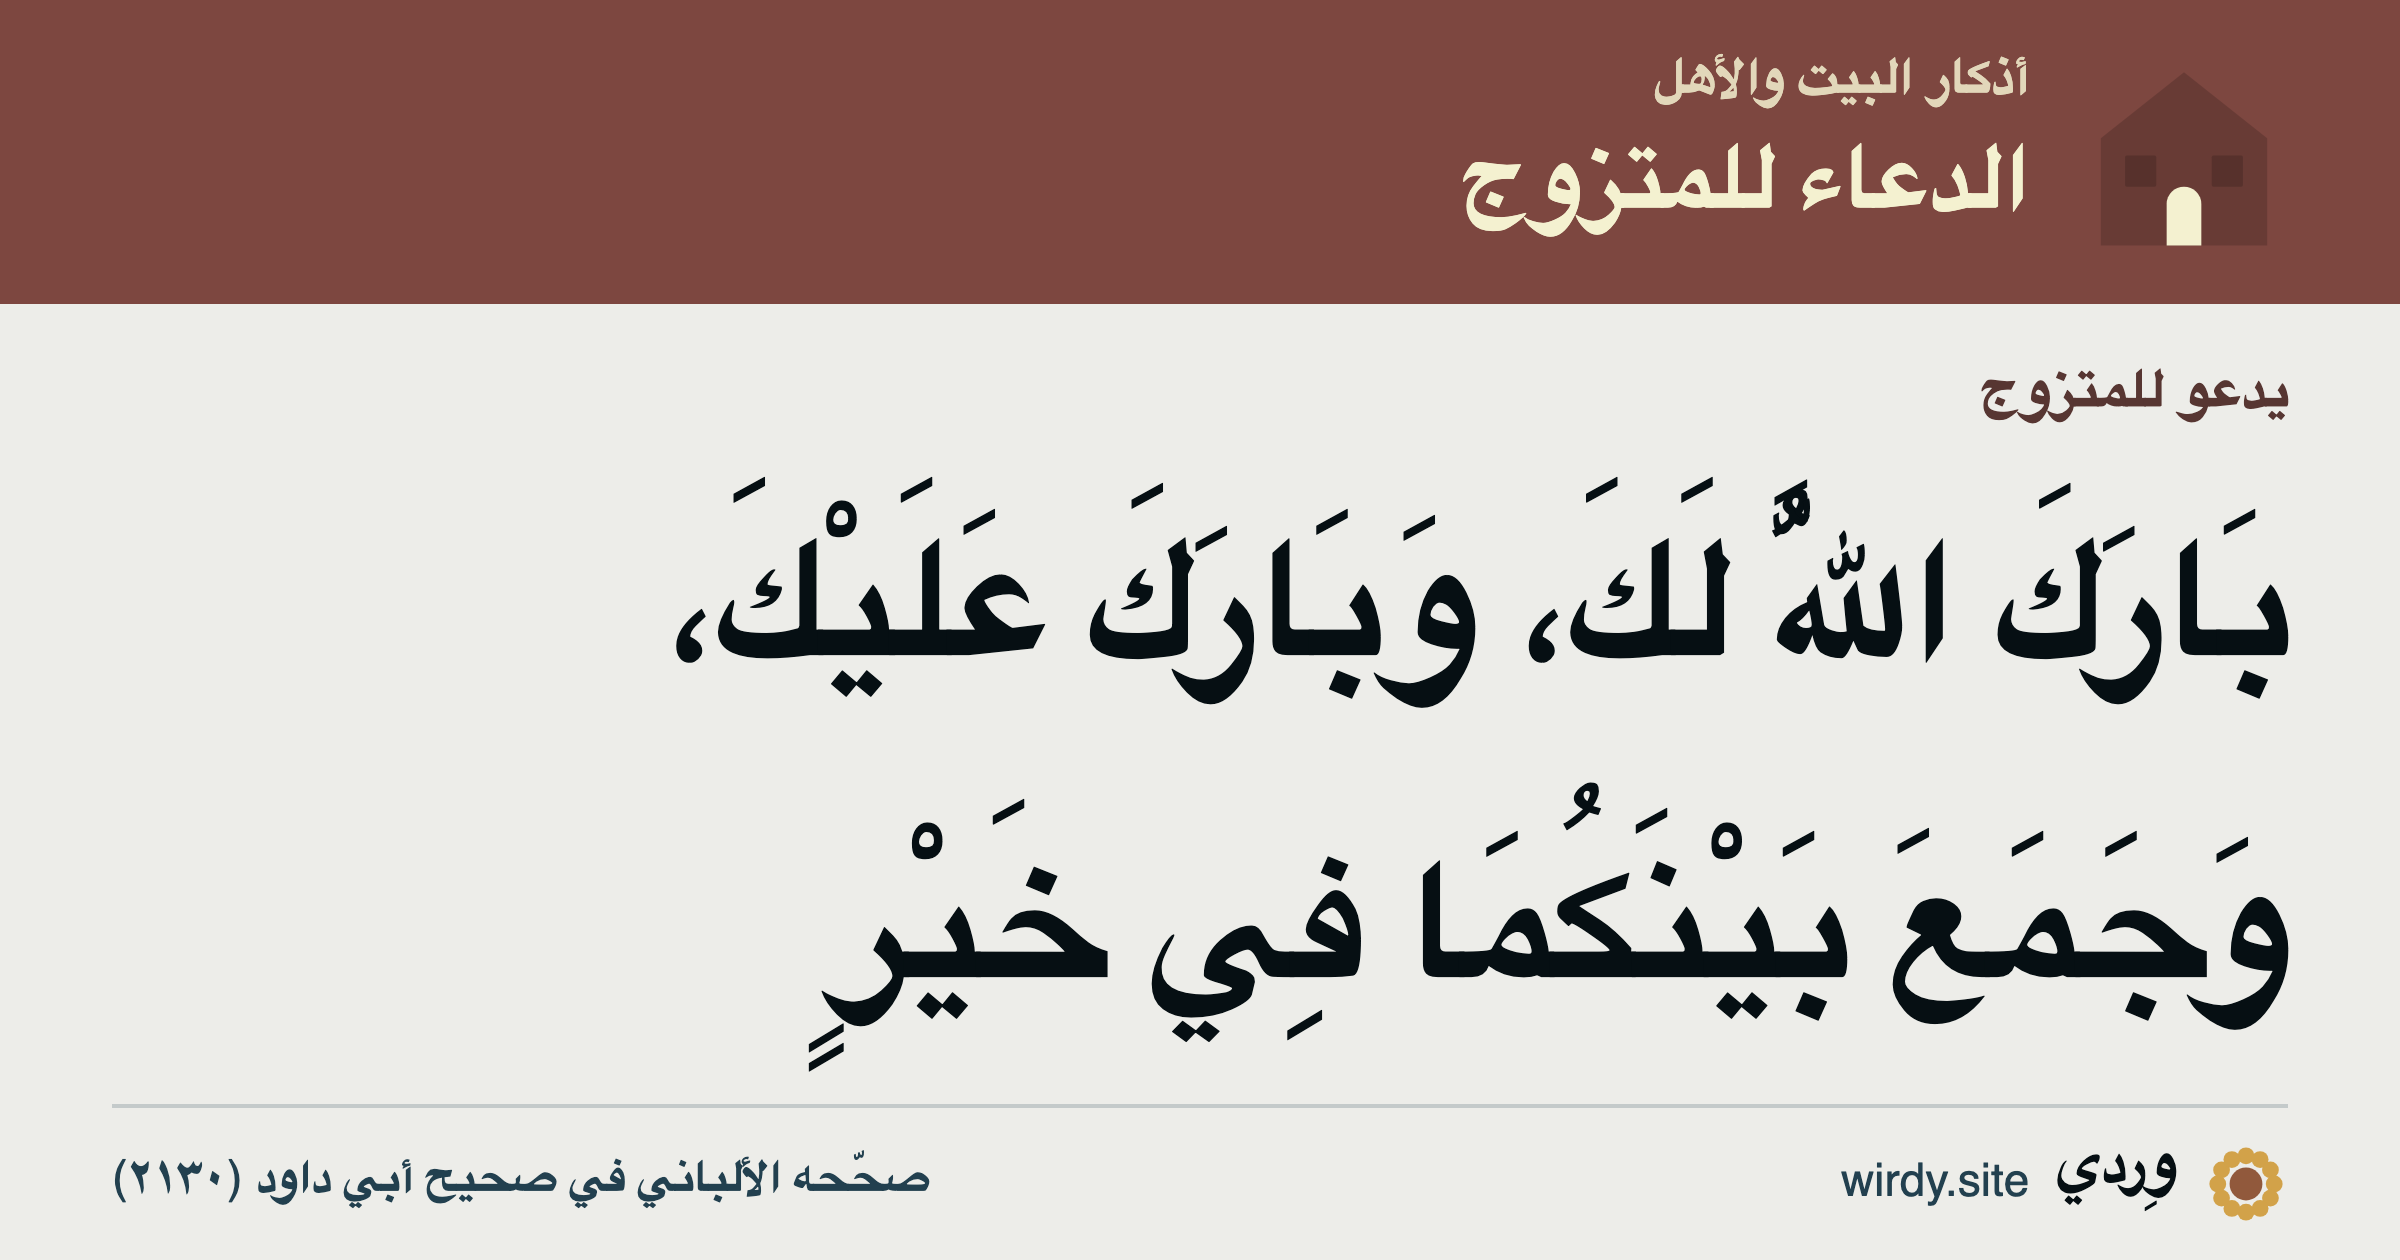 أذكار البيت والأهل
الدعاء للمتزوج
يدعو للمتزوج
بَارَكَ اللَّهُ لَكَ، وَبَارَكَ عَلَيْكَ،
وَجَمَعَ بَيْنَكُمَا فِي خَيْرٍ
وِردي wirdy.site
صحّحه الألباني في صحيح أبي داود (٢١٣٠)